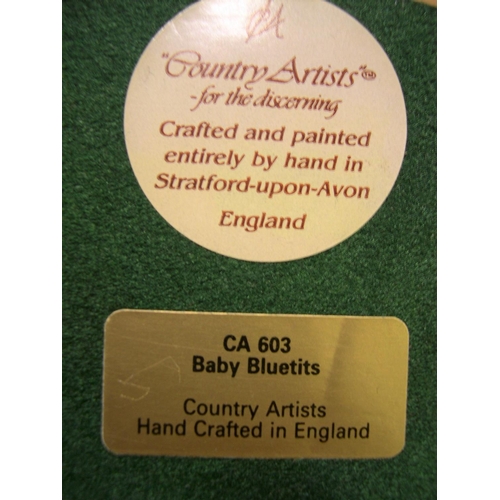 CA
"Country Artists"
-for the discerning
Crafted and painted
entirely by hand in
Stratford-upon-Avon
England
CA 603
Baby Bluetits
Country Artists
Hand Crafted in England